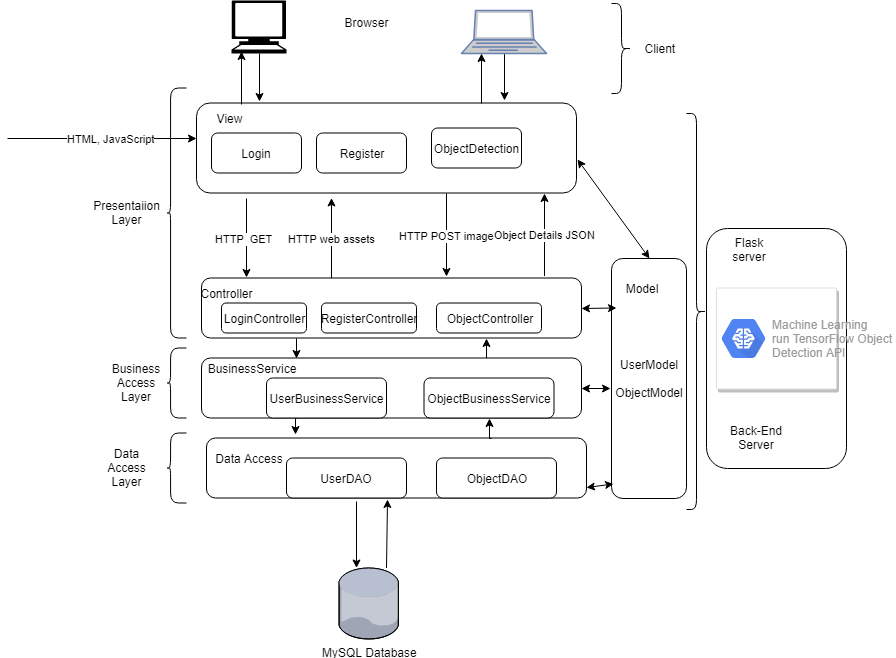 Browser
Client
View
Login
Register
ObjectDetection
HTML, JavaScript
Presentaiion
Layer
HTTP  GET
HTTP web assets
HTTP POST image
Object Details JSON
Controller
LoginController
RegisterController
ObjectController
Model
UserModel
ObjectModel
Flask
server
Machine Learning
run TensorFlow Object
Detection API
Back-End
Server
Business
Access
Layer
BusinessService
UserBusinessService
ObjectBusinessService
Data
Access
Layer
Data Access
UserDAO
ObjectDAO
MySQL Database